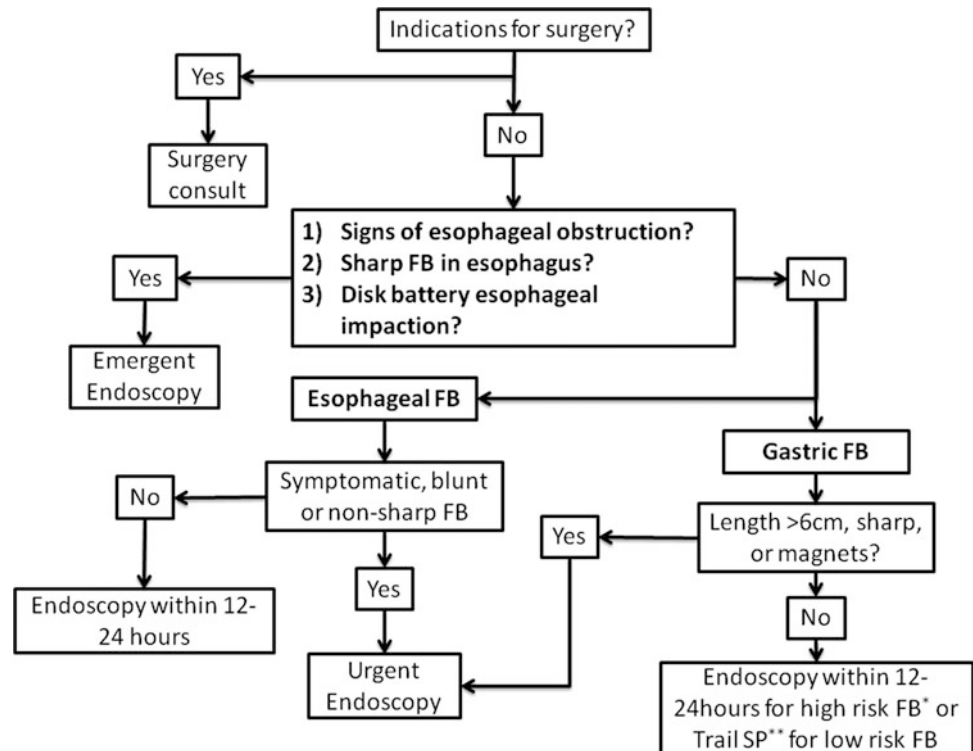 Indications for surgery?
Yes
No
Surgery
consult
1) Signs of esophageal obstruction?
2) Sharp FB in esophagus?
3) Disk battery esophageal
impaction?
Yes
No
Emergent
Endoscopy
Esophageal FB
Gastric FB
Symptomatic, blunt
or non-sharp FB
No
Length >6cm, sharp,
or magnets?
Yes
Yes
No
Endoscopy within 12-
24 hours
Urgent
Endoscopy
Endoscopy within 12-
24hours for high risk FB* or
Trail SP** for low risk FB